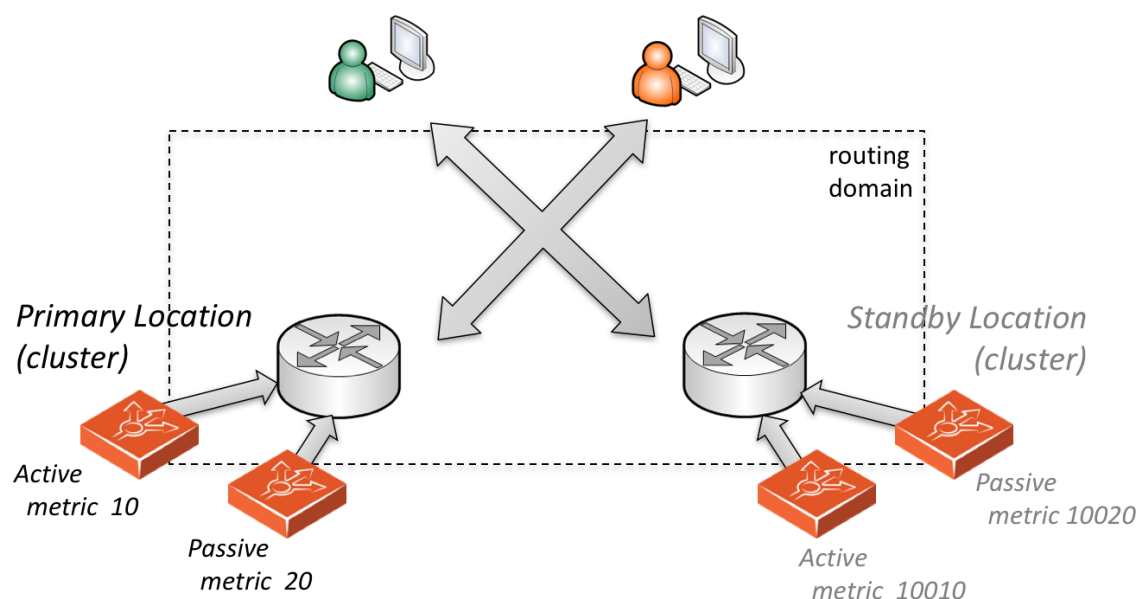 routing
domain
Primary Location
(cluster)
Standby Location
(cluster)
Active
metric 10
Passive
metric 20
Active
metric 10010
Passive
metric 10020